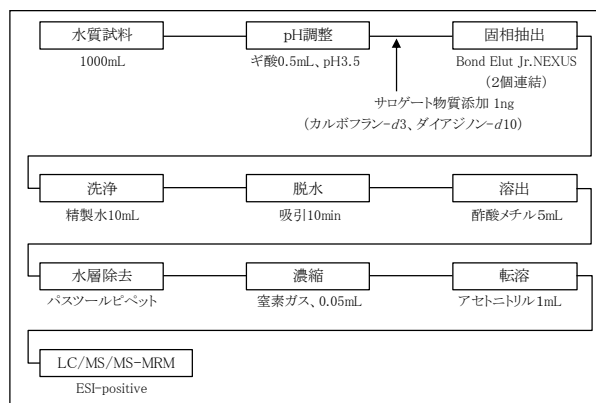 水質試料
1000mL
pH調整
ギ酸0.5mL、pH3.5
固相抽出
Bond Elut Jr.NEXUS
(2個連結)
サロゲート物質添加 1ng
(カルボフラン-d3、ダイアジノン-d10)
洗浄
精製水10mL
脱水
吸引10min
溶出
酢酸メチル5mL
水層除去
パスツールピペット
濃縮
窒素ガス、0.05mL
転溶
アセトニトリル1mL
LC/MS/MS-MRM
ESI-positive